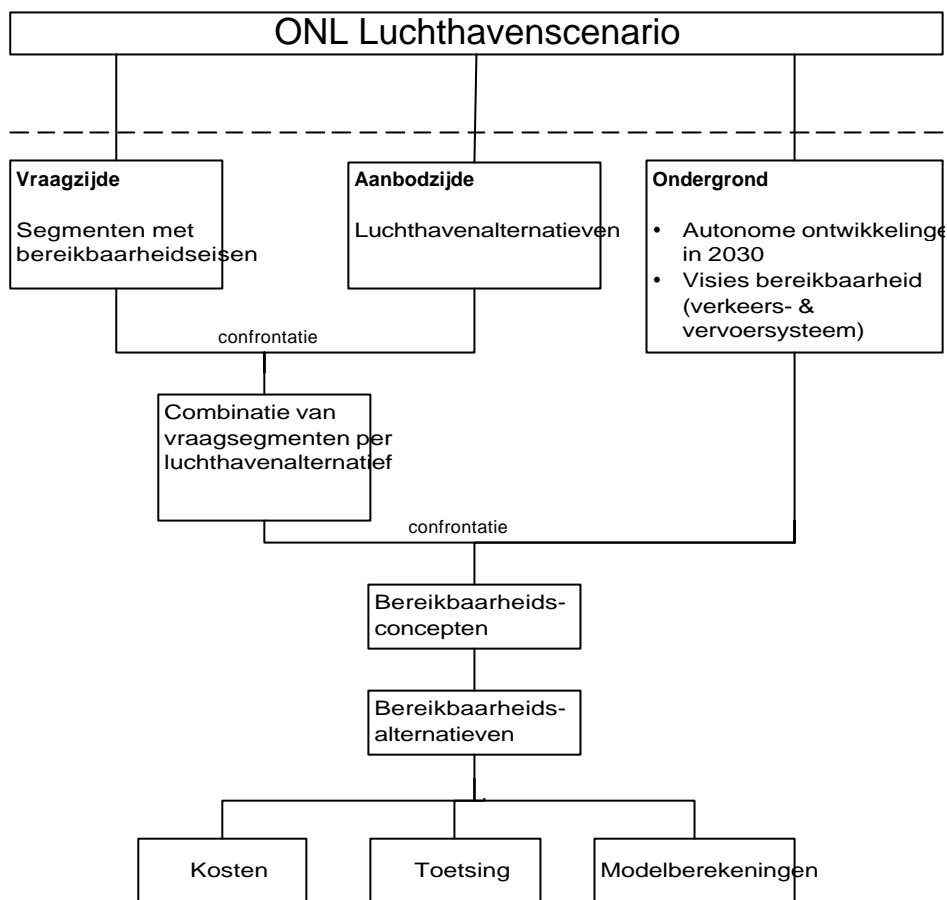 ONL Luchthavenscenario
Vraagzijde
Segmenten met
bereikbaarheidseisen
Aanbodzijde
Luchthavenalternatieven
Ondergrond
• Autonome ontwikkelinge
in 2030
• Visies bereikbaarheid
(verkeers- &
vervoersysteem)
confrontatie
Combinatie van
vraagsegmenten per
luchthavenalternatief
confrontatie
Bereikbaarheids-
concepten
Bereikbaarheids-
alternatieven
Kosten
Toetsing
Modelberekeningen